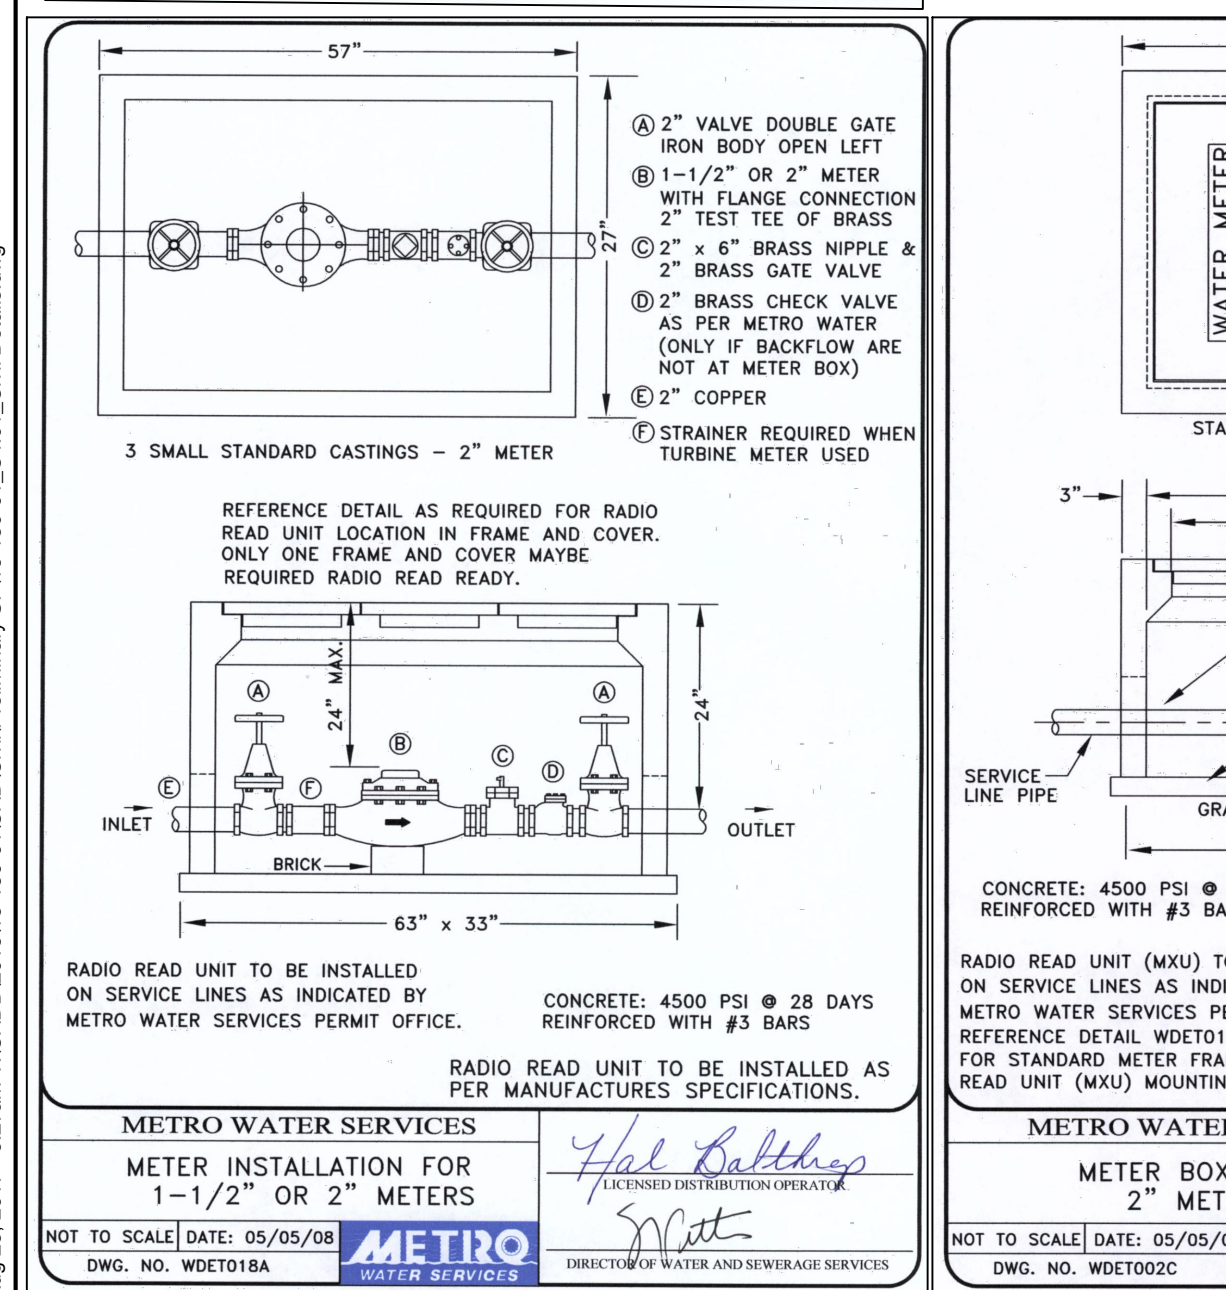 57"
27"
Ⓐ 2" VALVE DOUBLE GATE
IRON BODY OPEN LEFT
Ⓑ 1-1/2" OR 2" METER
WITH FLANGE CONNECTION
2" TEST TEE OF BRASS
Ⓒ 2" x 6" BRASS NIPPLE &
2" BRASS GATE VALVE
Ⓓ 2" BRASS CHECK VALVE
AS PER METRO WATER
(ONLY IF BACKFLOW ARE
NOT AT METER BOX)
Ⓔ 2" COPPER
Ⓕ STRAINER REQUIRED WHEN
TURBINE METER USED
3 SMALL STANDARD CASTINGS – 2" METER
REFERENCE DETAIL AS REQUIRED FOR RADIO
READ UNIT LOCATION IN FRAME AND COVER.
ONLY ONE FRAME AND COVER MAYBE
REQUIRED RADIO READ READY.
24" MAX.
24"
Ⓐ
Ⓐ
Ⓑ
Ⓒ
Ⓓ
Ⓔ
Ⓕ
INLET
OUTLET
BRICK
63" x 33"
RADIO READ UNIT TO BE INSTALLED
ON SERVICE LINES AS INDICATED BY
METRO WATER SERVICES PERMIT OFFICE.
CONCRETE: 4500 PSI @ 28 DAYS
REINFORCED WITH #3 BARS
RADIO READ UNIT TO BE INSTALLED AS
PER MANUFACTURES SPECIFICATIONS.
METRO WATER SERVICES
METER INSTALLATION FOR
1-1/2" OR 2" METERS
NOT TO SCALE
DATE: 05/05/08
DWG. NO. WDET018A
METRO
WATER SERVICES
Hal Balthrop
LICENSED DISTRIBUTION OPERATOR
DIRECTOR OF WATER AND SEWERAGE SERVICES
WATER METER
STA
3"
SERVICE
LINE PIPE
GRA
CONCRETE: 4500 PSI @
REINFORCED WITH #3 BA
RADIO READ UNIT (MXU) TO
ON SERVICE LINES AS INDI
METRO WATER SERVICES PE
REFERENCE DETAIL WDET01
FOR STANDARD METER FRA
READ UNIT (MXU) MOUNTIN
METRO WATER
METER BOX
2" MET
NOT TO SCALE
DATE: 05/05/0
DWG. NO. WDET002C